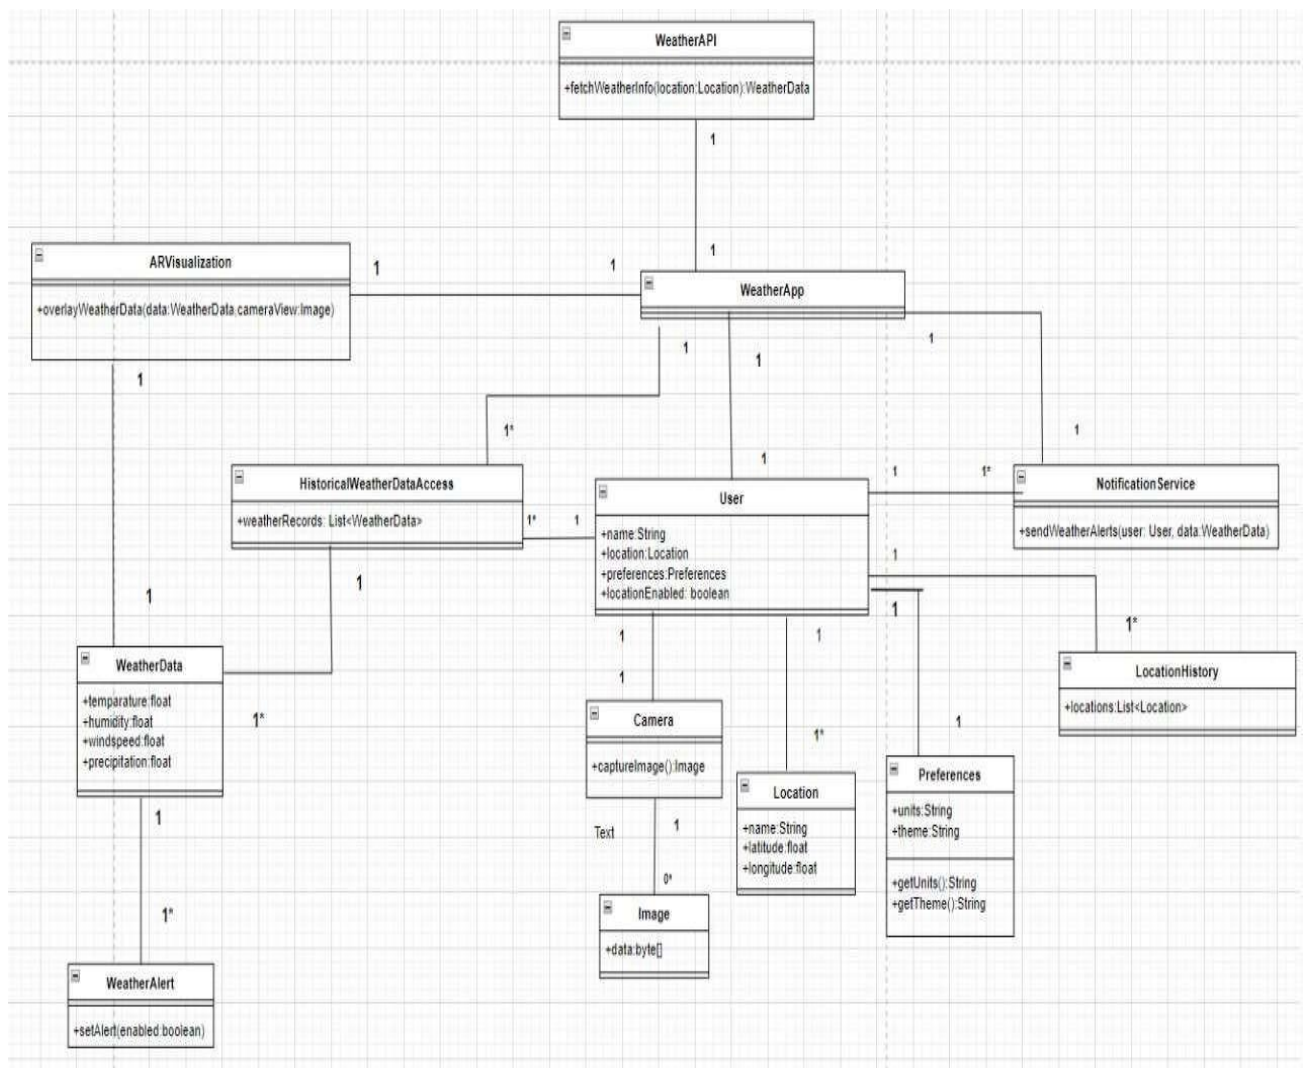 WeatherAPI
+fetchWeatherInfo(location:Location):WeatherData
1
1
ARVisualization
+overlayWeatherData(data:WeatherData,cameraView:Image)
1
1
WeatherApp
1
1
1
1
1*
1
1
1
HistoricalWeatherDataAccess
+weatherRecords: List<WeatherData>
1*
1
User
+name:String
+location:Location
+preferences:Preferences
+locationEnabled: boolean
1
1*
NotificationService
+sendWeatherAlerts(user: User, data:WeatherData)
1
1*
LocationHistory
+locations:List<Location>
1
1
1
1*
WeatherData
+temparature:float
+humidity:float
+windspeed:float
+precipitation:float
1
1*
WeatherAlert
+setAlert(enabled:boolean)
1
1
Camera
+captureImage():Image
Text
1
0*
Image
+data:byte[]
1
1*
Location
+name:String
+latitude:float
+longitude:float
1
1
Preferences
+units:String
+theme:String
+getUnits():String
+getTheme():String